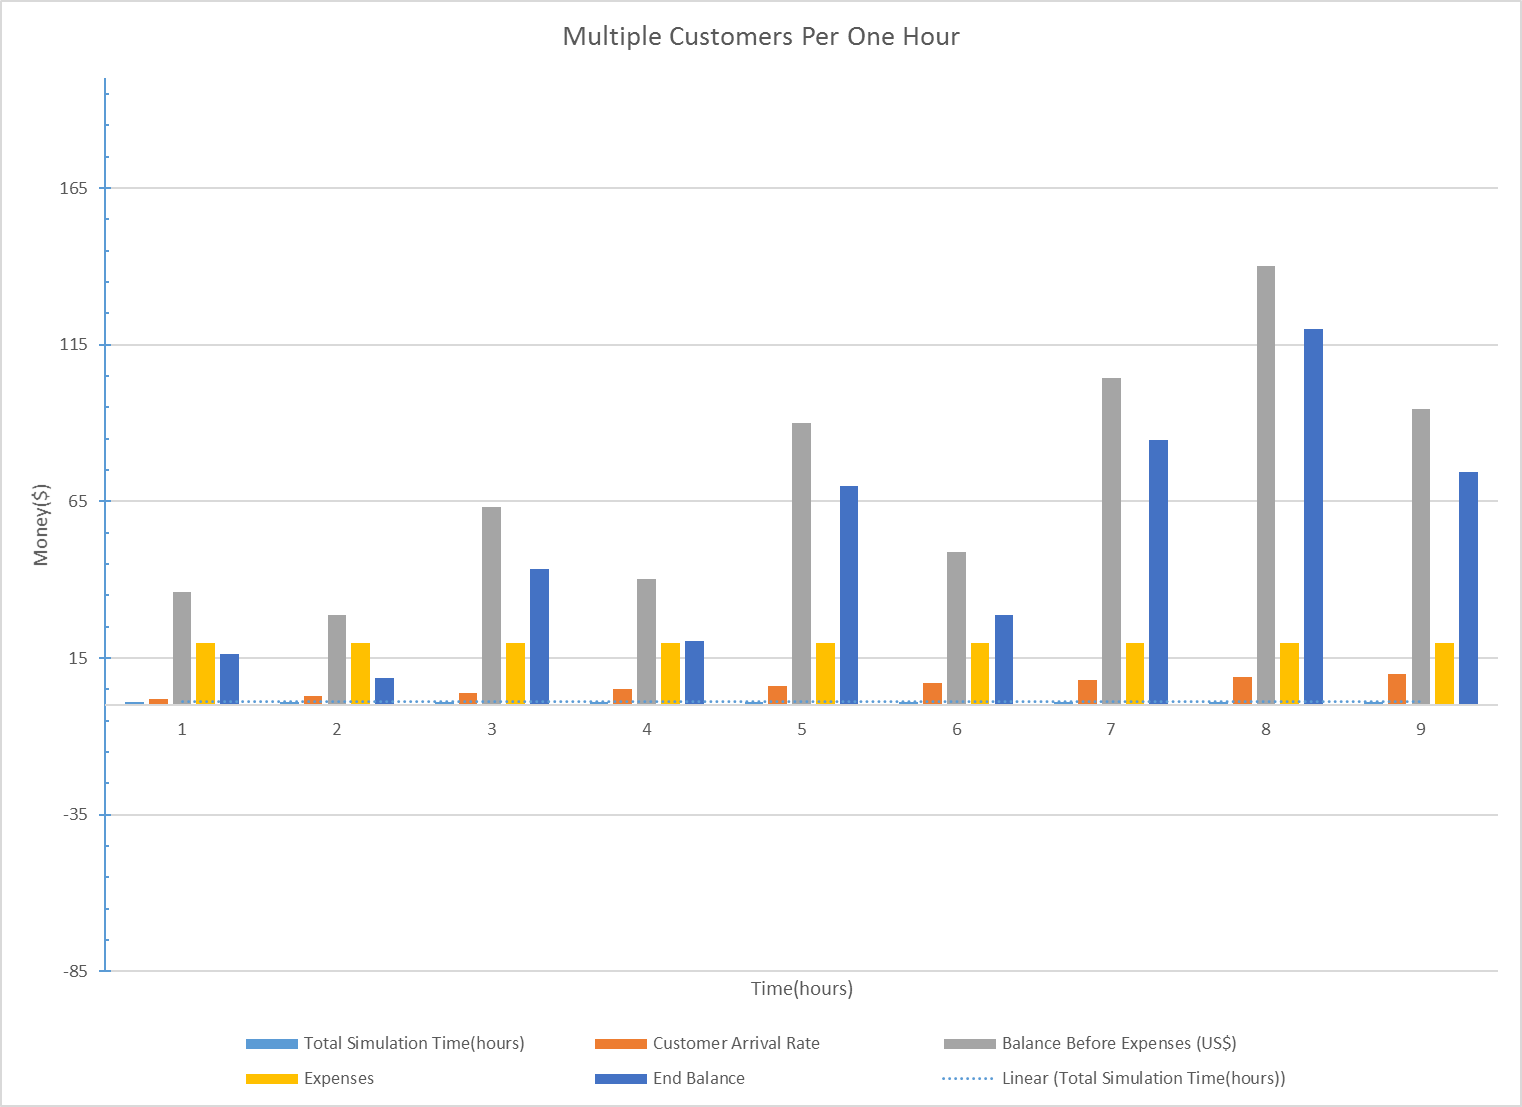 Multiple Customers Per One Hour
165
115
65
15
-35
-85
Money($)
1 2 3 4 5 6 7 8 9
Time(hours)
Total Simulation Time(hours) Customer Arrival Rate Balance Before Expenses (US$)
Expenses End Balance Linear (Total Simulation Time(hours))